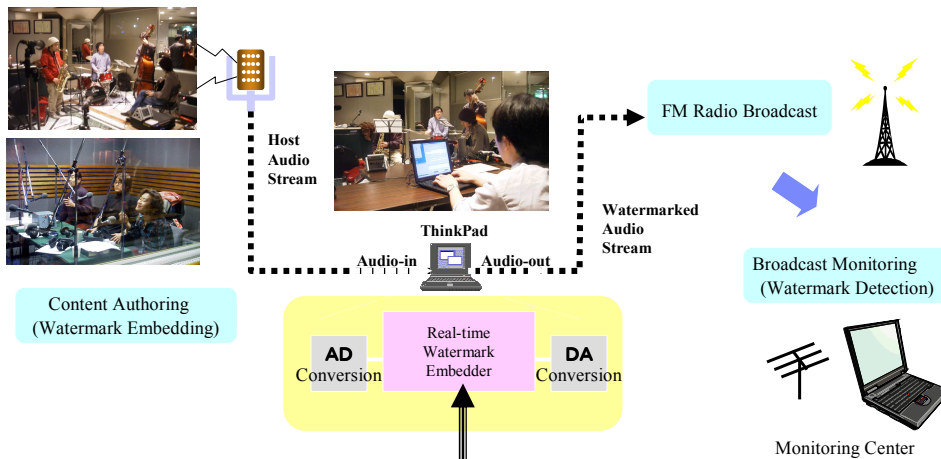 Host
Audio
Stream
FM Radio Broadcast
Watermarked
Audio
Stream
ThinkPad
Audio-in
Audio-out
Content Authoring
(Watermark Embedding)
Broadcast Monitoring
(Watermark Detection)
AD
Conversion
Real-time
Watermark
Embedder
DA
Conversion
Monitoring Center